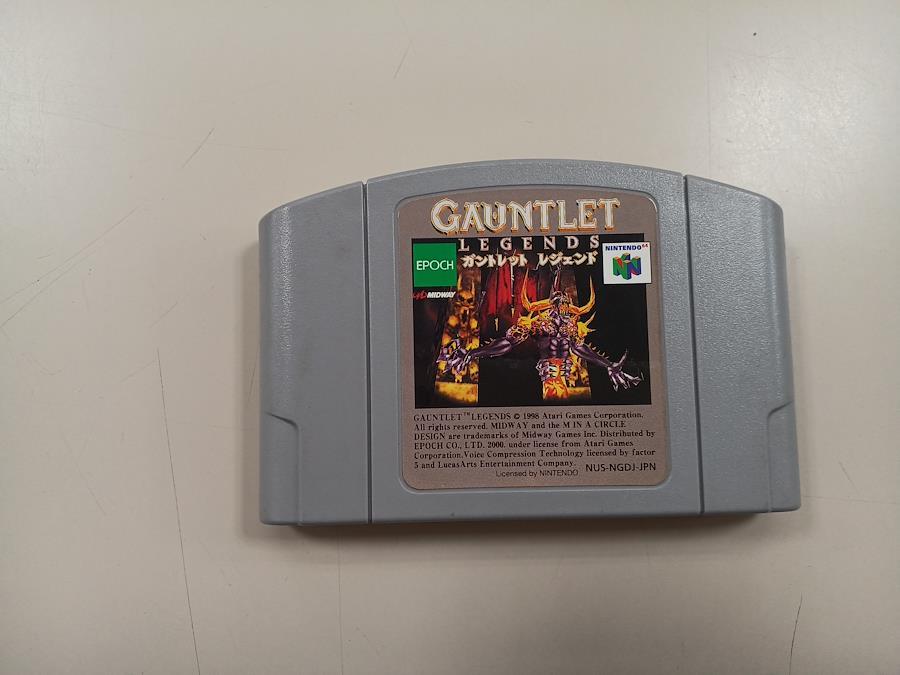 GAUNTLET
LEGENDS
ガントレット レジェンド
EPOCH
NINTENDO64
MIDWAY
GAUNTLET™LEGENDS © 1998 Atari Games Corporation.
All rights reserved. MIDWAY and the M IN A CIRCLE
DESIGN are trademarks of Midway Games Inc. Distributed by
EPOCH CO., LTD. 2000. under license from Atari Games
Corporation.Voice Compression Technology licensed by factor
5 and LucasArts Entertainment Company.
Licensed by NINTENDO
NUS-NGDJ-JPN